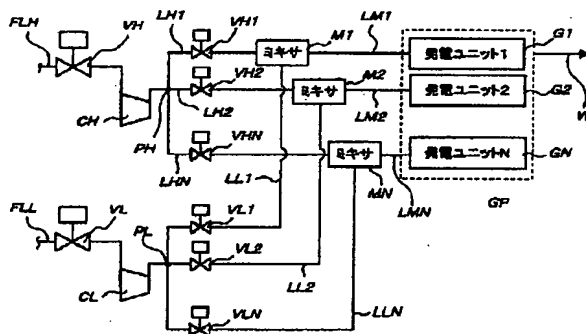 FLH VH LH1 VH1 M1 LM1 G1
ミキサ 発電ユニット1
M2
ミキサ 発電ユニット2 G2
W
CH PH LH2 VH2 LM2
VHN
ミキサ 発電ユニットN GN
LHN LL1 MN LMN GP
FLL VL PL VL1
VL2
CL LL2
VLN LLN